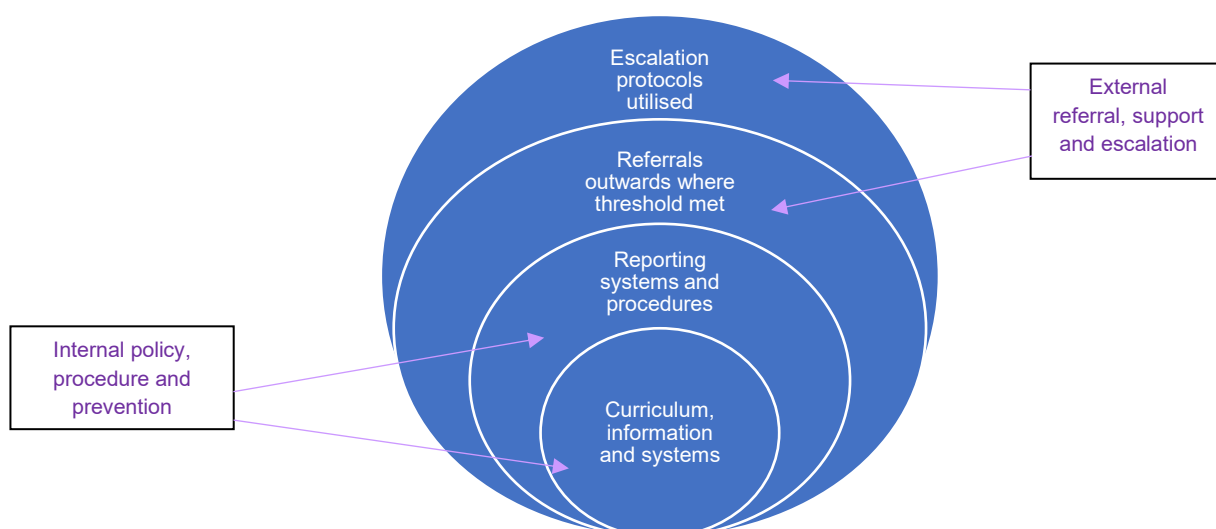 Escalation
protocols
utilised
External
referral, support
and escalation
Referrals
outwards where
threshold met
Reporting
systems and
procedures
Internal policy,
procedure and
prevention
Curriculum,
information
and systems